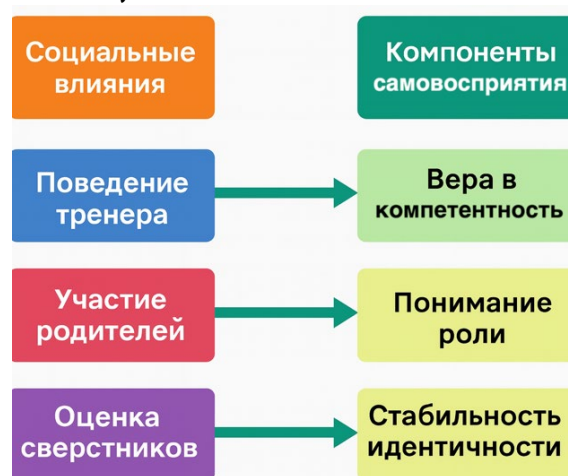 Социальные
влияния
Компоненты
самовосприятия
Поведение
тренера
Вера в
компетентность
Участие
родителей
Понимание
роли
Оценка
сверстников
Стабильность
идентичности